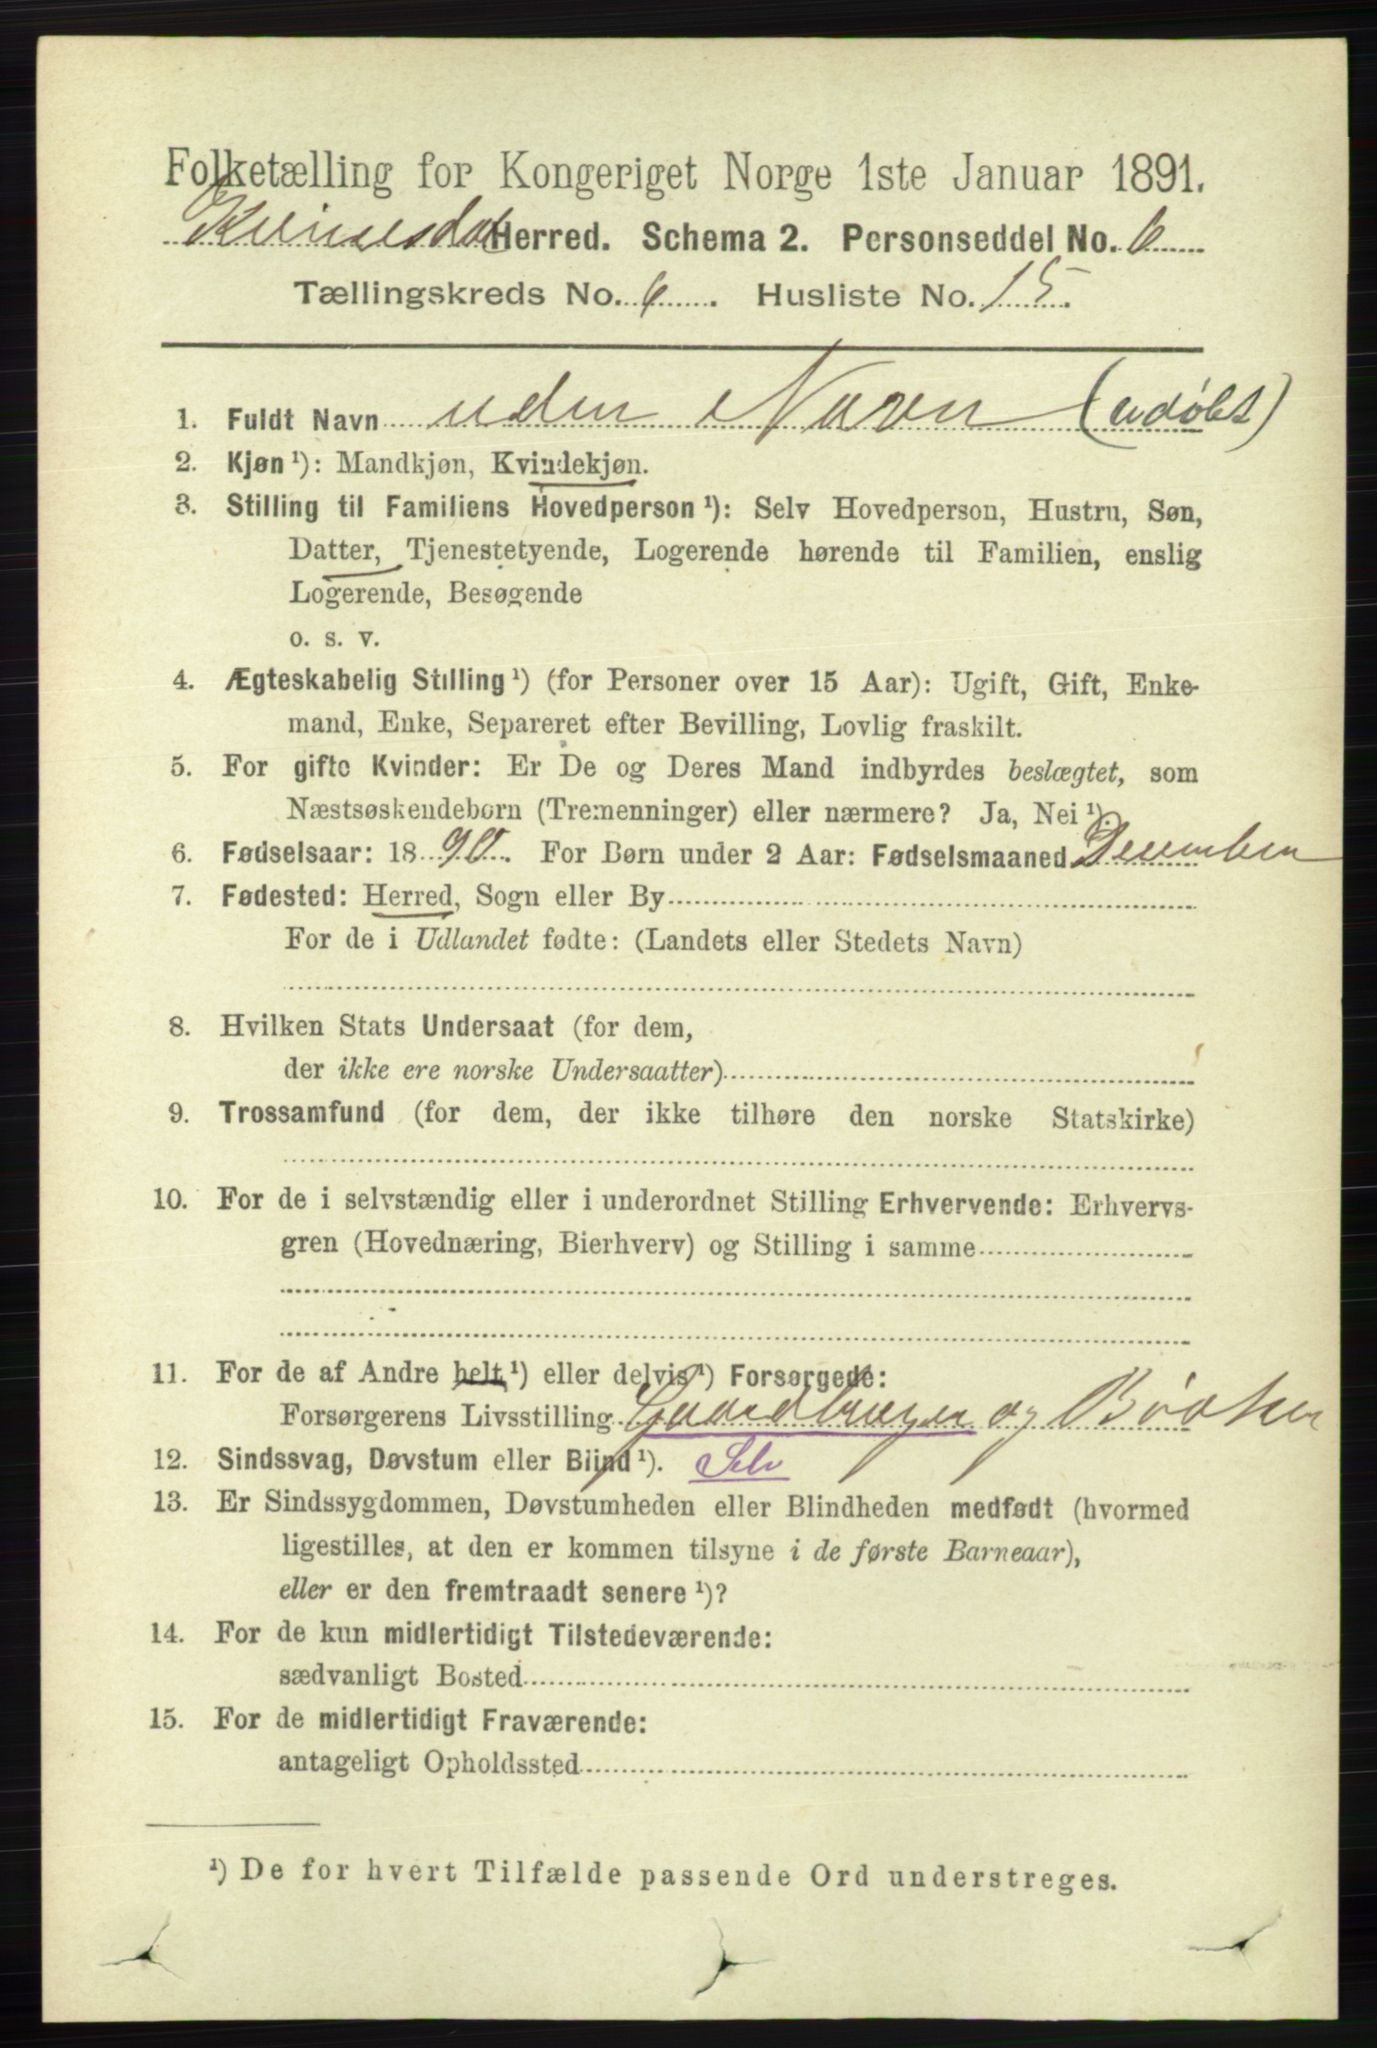 Folketælling for Kongeriget Norge 1ste Januar 1891.
Kvinesdal Herred. Schema 2. Personseddel No. 6
Tællingskreds No. 6. Husliste No. 15.
1. Fuldt Navn uden Navn (udøbt)
2. Kjøn ¹): Mandkjøn, Kvindekjøn.
3. Stilling til Familiens Hovedperson ¹): Selv Hovedperson, Hustru, Søn,
Datter, Tjenestetyende, Logerende hørende til Familien, enslig
Logerende, Besøgende
o. s. v.
4. Ægteskabelig Stilling ¹) (for Personer over 15 Aar): Ugift, Gift, Enke-
mand, Enke, Separeret efter Bevilling, Lovlig fraskilt.
5. For gifte Kvinder: Er De og Deres Mand indbyrdes beslægtet, som
Næstsøskendebørn (Tremenninger) eller nærmere? Ja, Nei ¹).
6. Fødselsaar: 1890. For Børn under 2 Aar: Fødselsmaaned December
7. Fødested: Herred, Sogn eller By
For de i Udlandet fødte: (Landets eller Stedets Navn)
8. Hvilken Stats Undersaat (for dem,
der ikke ere norske Undersaatter)
9. Trossamfund (for dem, der ikke tilhøre den norske Statskirke)
10. For de i selvstændig eller i underordnet Stilling Erhvervende: Erhvervs-
gren (Hovednæring, Bierhverv) og Stilling i samme
11. For de af Andre helt ¹) eller delvis ¹) Forsørgede:
Forsørgerens Livsstilling Gaardbruger og Bødker
12. Sindssvag, Døvstum eller Blind ¹). Selv
13. Er Sindssygdommen, Døvstumheden eller Blindheden medfødt (hvormed
ligestilles, at den er kommen tilsyne i de første Barneaar),
eller er den fremtraadt senere ¹)?
14. For de kun midlertidigt Tilstedeværende:
sædvanligt Bosted
15. For de midlertidigt Fraværende:
antageligt Opholdssted
¹) De for hvert Tilfælde passende Ord understreges.